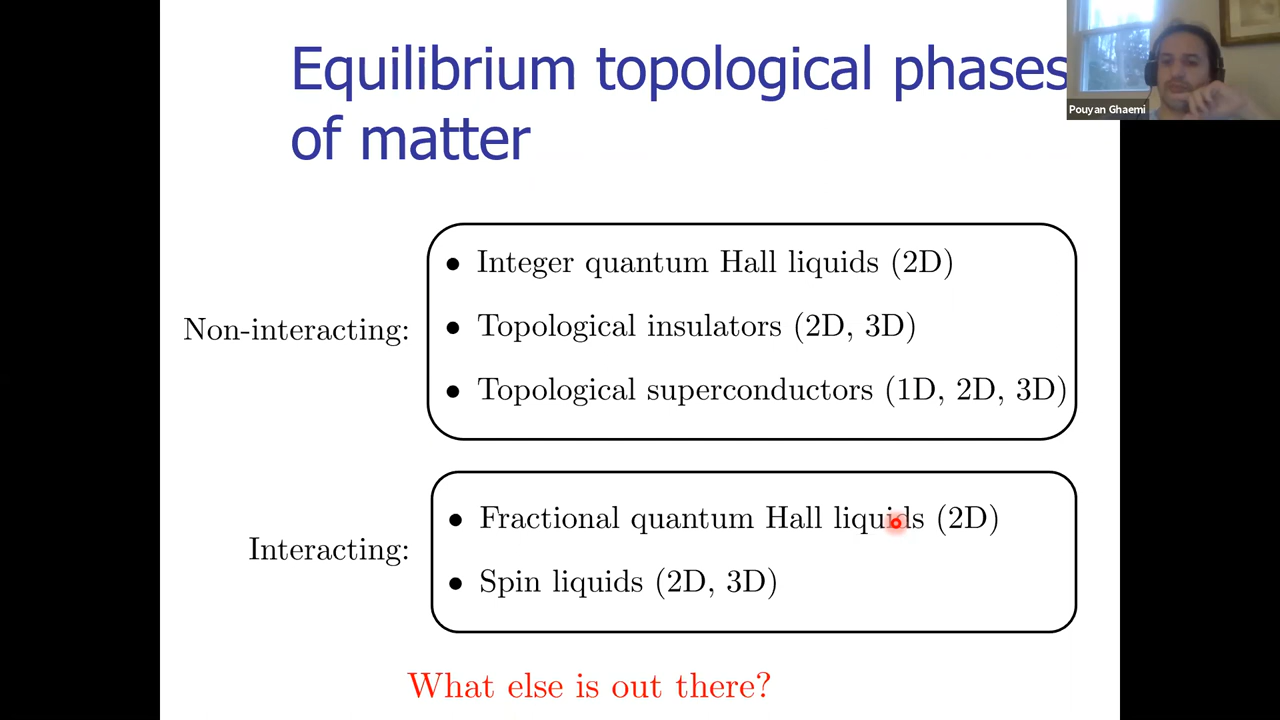 Equilibrium topological phases
of matter
Pouyan Ghaemi
Non-interacting:
• Integer quantum Hall liquids (2D)
• Topological insulators (2D, 3D)
• Topological superconductors (1D, 2D, 3D)
Interacting:
• Fractional quantum Hall liquids (2D)
• Spin liquids (2D, 3D)
What else is out there?